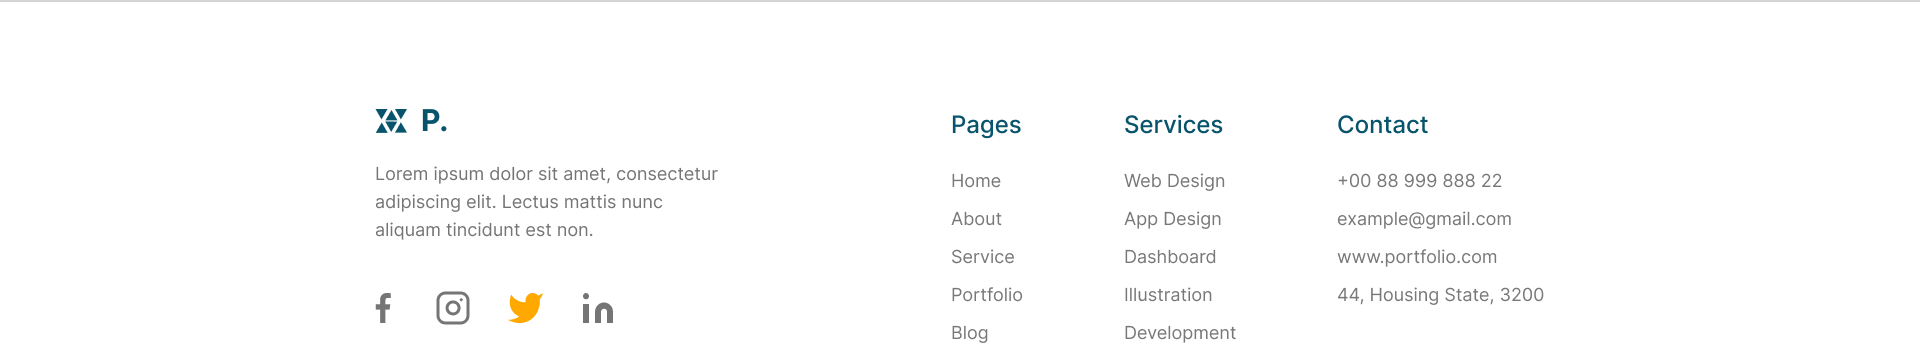 P.
Lorem ipsum dolor sit amet, consectetur
adipiscing elit. Lectus mattis nunc
aliquam tincidunt est non.
Pages
Home
About
Service
Portfolio
Blog
Services
Web Design
App Design
Dashboard
Illustration
Development
Contact
+00 88 999 888 22
example@gmail.com
www.portfolio.com
44, Housing State, 3200